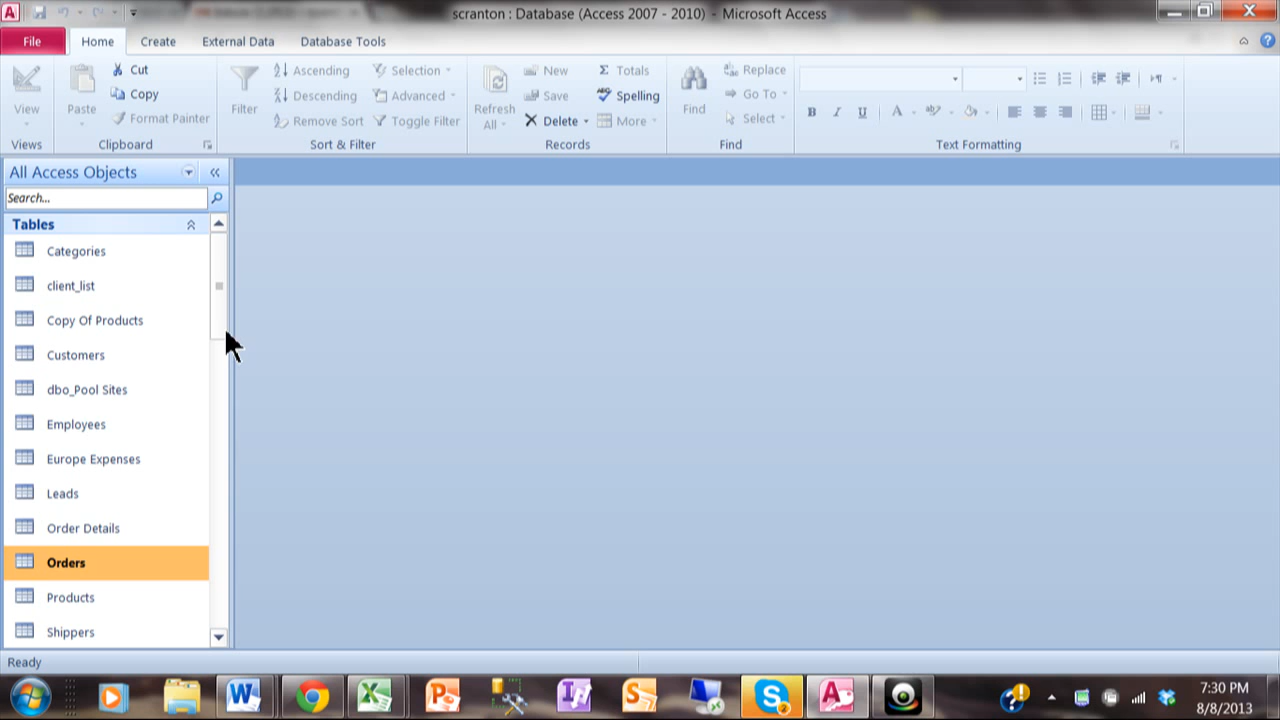 scranton : Database (Access 2007 - 2010) - Microsoft Access
File Home Create External Data Database Tools
View
Views
Paste
Cut
Copy
Format Painter
Clipboard
Filter
Ascending
Descending
Remove Sort
Selection
Advanced
Toggle Filter
Sort & Filter
Refresh
All
New
Save
Delete
Totals
Spelling
More
Records
Find
Replace
Go To
Select
Find
B I U A ab
Text Formatting
All Access Objects
Search...
Tables
Categories
client_list
Copy Of Products
Customers
dbo_Pool Sites
Employees
Europe Expenses
Leads
Order Details
Orders
Products
Shippers
Ready
7:30 PM
8/8/2013